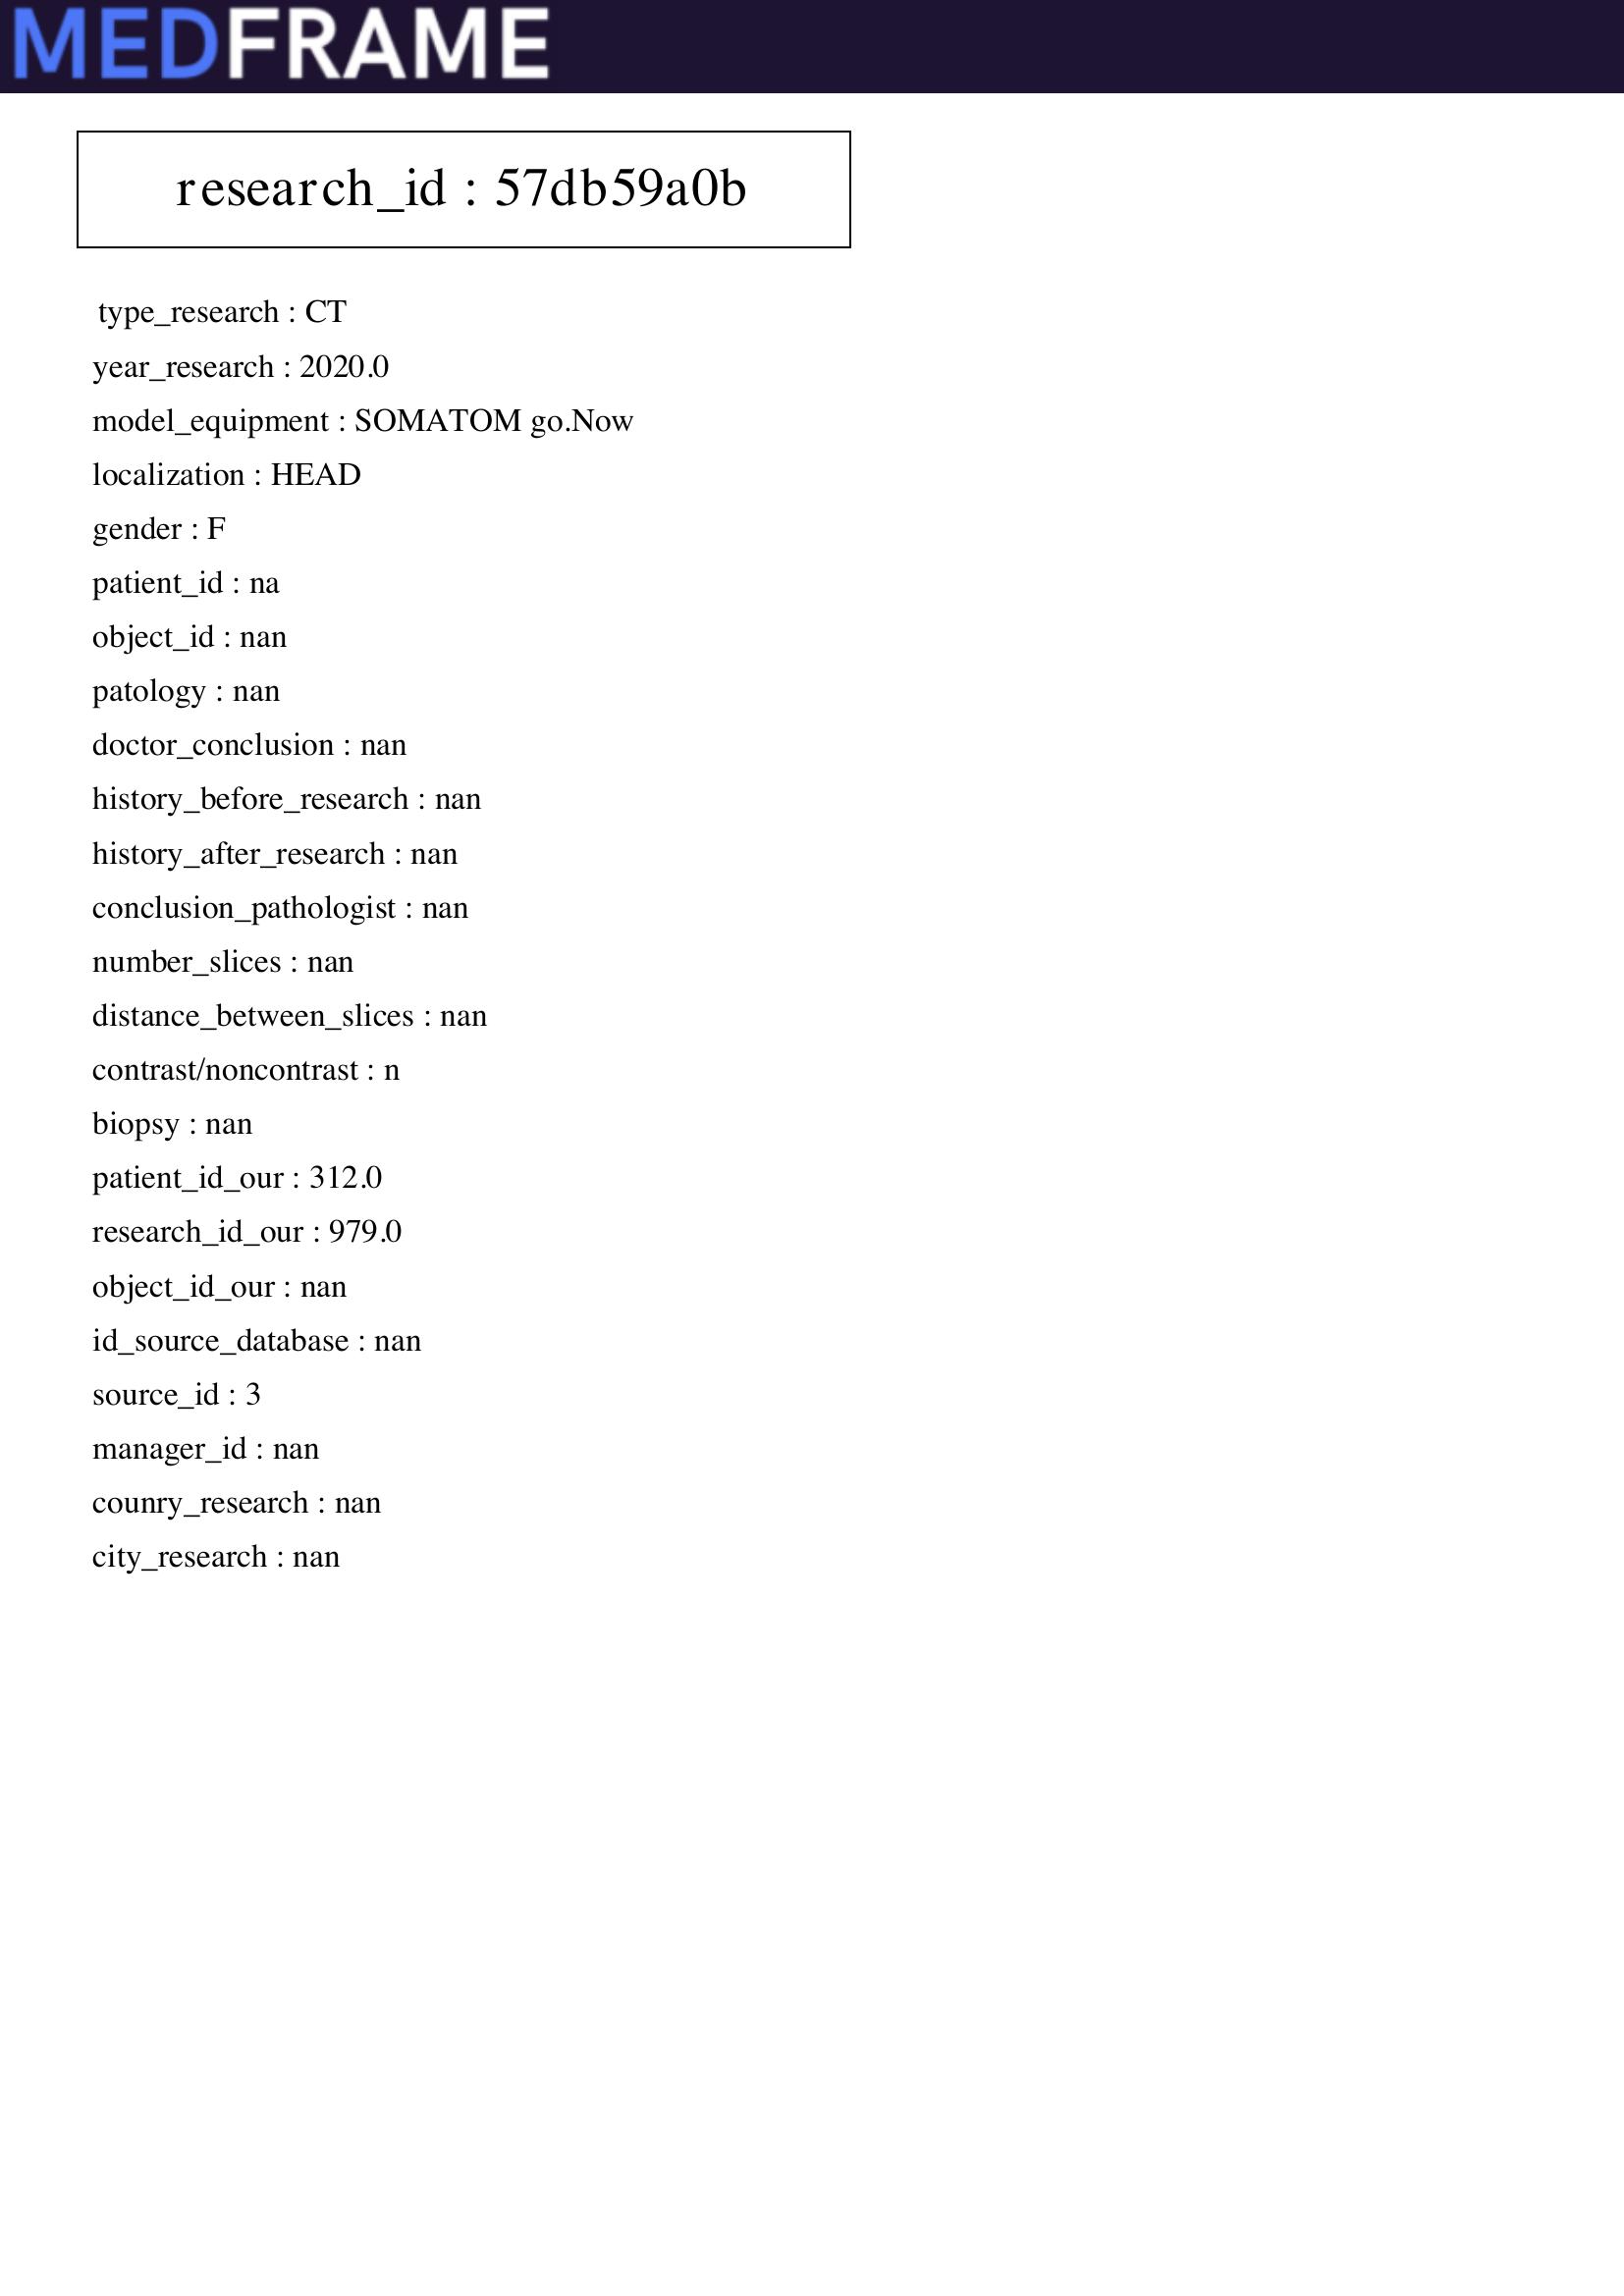 MEDFRAME
research_id : 57db59a0b
type_research : CT
year_research : 2020.0
model_equipment : SOMATOM go.Now
localization : HEAD
gender : F
patient_id : na
object_id : nan
patology : nan
doctor_conclusion : nan
history_before_research : nan
history_after_research : nan
conclusion_pathologist : nan
number_slices : nan
distance_between_slices : nan
contrast/noncontrast : n
biopsy : nan
patient_id_our : 312.0
research_id_our : 979.0
object_id_our : nan
id_source_database : nan
source_id : 3
manager_id : nan
counry_research : nan
city_research : nan